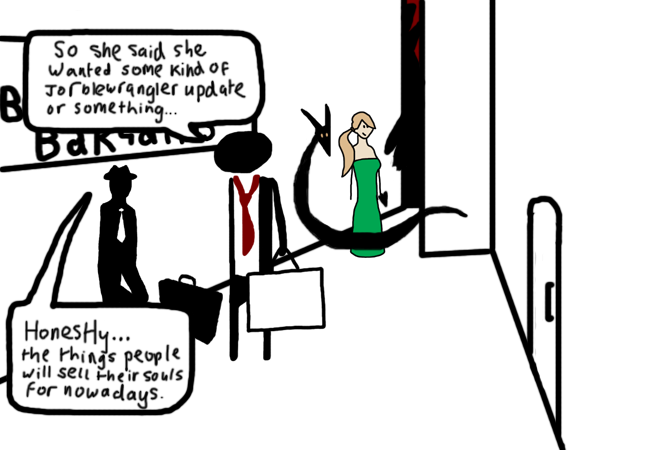 So she said she
wanted some kind of
Jorblewrangler update
or something...
Honestly...
the things people
will sell their souls
for nowadays.